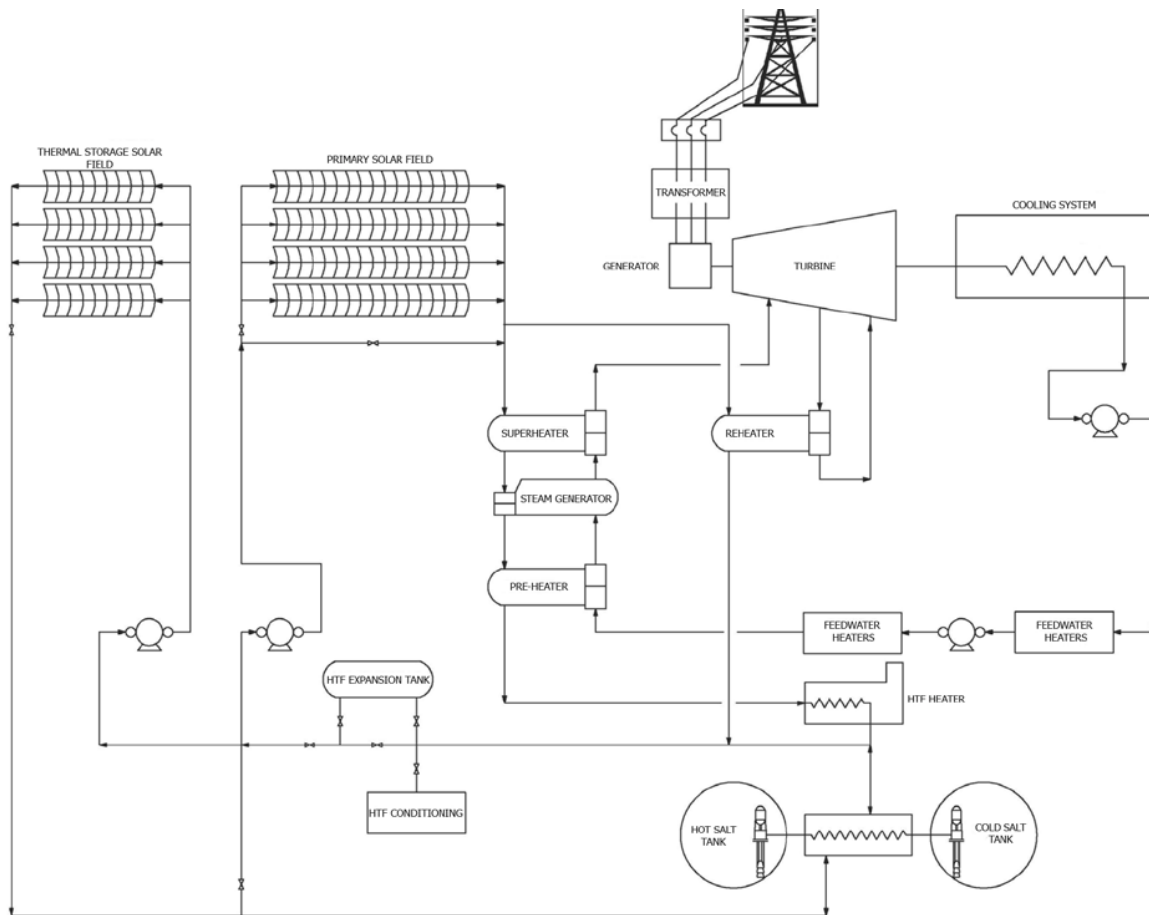 THERMAL STORAGE SOLAR
FIELD
PRIMARY SOLAR FIELD
TRANSFORMER
GENERATOR
TURBINE
COOLING SYSTEM
SUPERHEATER
REHEATER
STEAM GENERATOR
PRE-HEATER
FEEDWATER
HEATERS
FEEDWATER
HEATERS
HTF EXPANSION TANK
HTF HEATER
HTF CONDITIONING
HOT SALT
TANK
COLD SALT
TANK